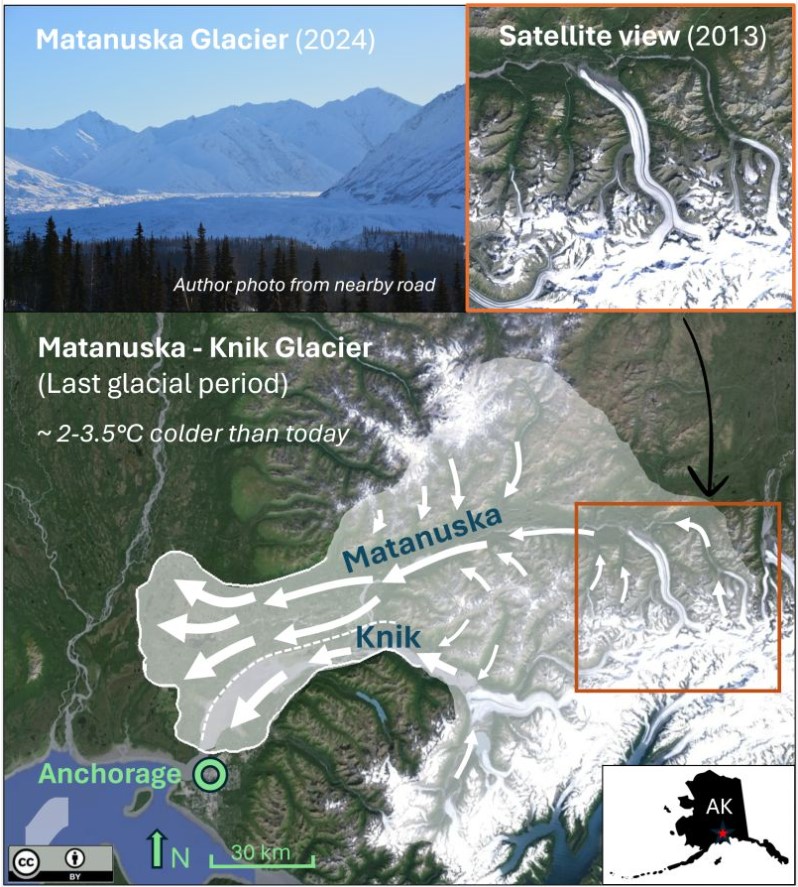 Matanuska Glacier (2024)
Satellite view (2013)
Author photo from nearby road
Matanuska - Knik Glacier
(Last glacial period)
~ 2-3.5°C colder than today
Matanuska
Knik
Anchorage
N
30 km
AK
cc
BY